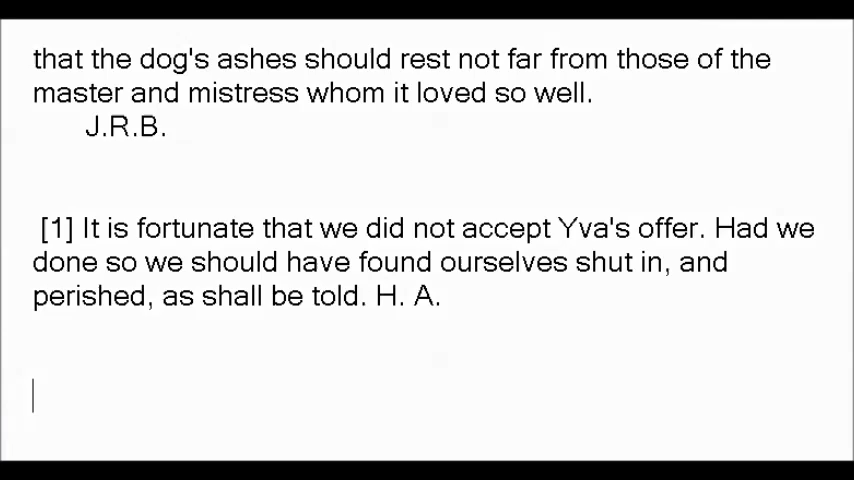 that the dog's ashes should rest not far from those of the
master and mistress whom it loved so well.
J.R.B.
[1] It is fortunate that we did not accept Yva's offer. Had we
done so we should have found ourselves shut in, and
perished, as shall be told. H. A.